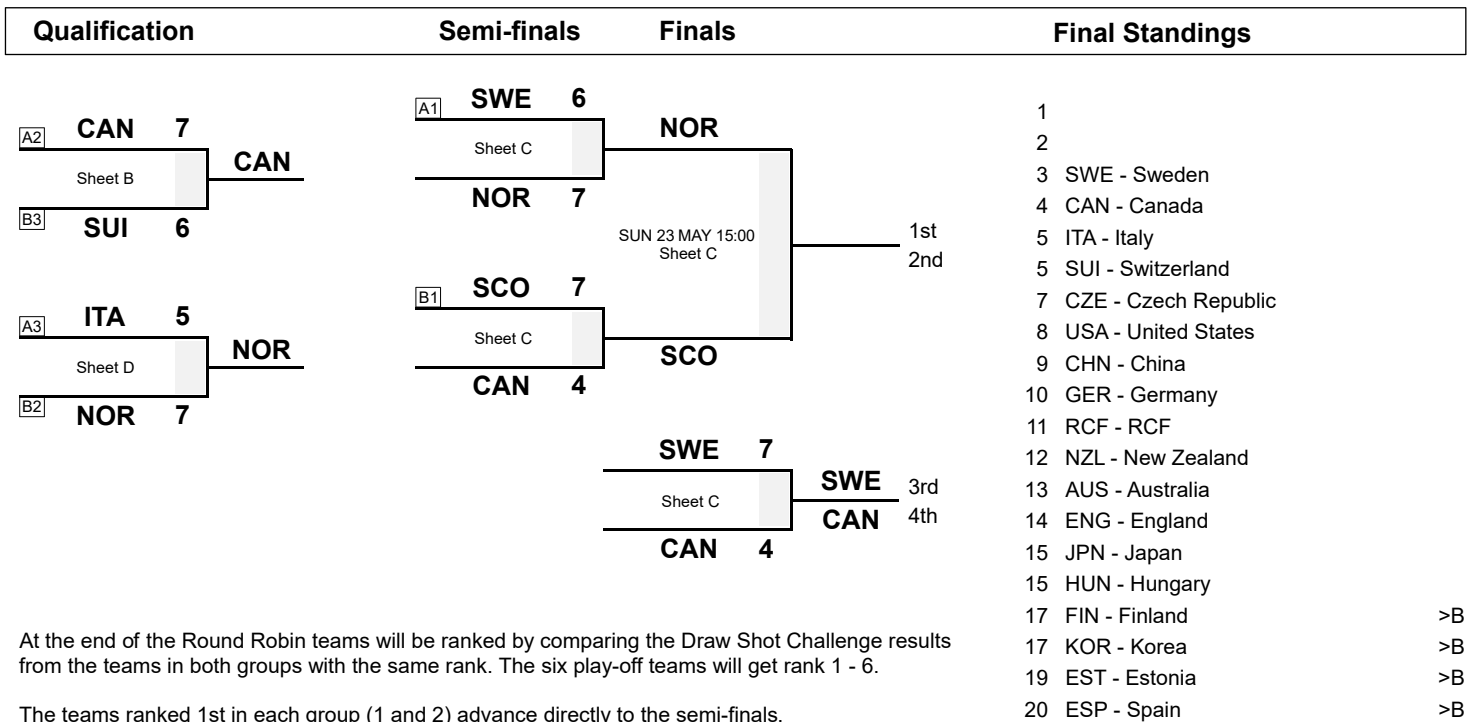 Qualification Semi-finals Finals Final Standings
A2 CAN 7
Sheet B
CAN
B3 SUI 6
A3 ITA 5
Sheet D
NOR
B2 NOR 7
A1 SWE 6
Sheet C
NOR 7
B1 SCO 7
Sheet C
CAN 4
NOR
SUN 23 MAY 15:00
Sheet C
SCO
1st
2nd
SWE 7
Sheet C
CAN 4
SWE 3rd
CAN 4th
1
2
3 SWE - Sweden
4 CAN - Canada
5 ITA - Italy
5 SUI - Switzerland
7 CZE - Czech Republic
8 USA - United States
9 CHN - China
10 GER - Germany
11 RCF - RCF
12 NZL - New Zealand
13 AUS - Australia
14 ENG - England
15 JPN - Japan
15 HUN - Hungary
17 FIN - Finland >B
17 KOR - Korea >B
19 EST - Estonia >B
20 ESP - Spain >B
At the end of the Round Robin teams will be ranked by comparing the Draw Shot Challenge results
from the teams in both groups with the same rank. The six play-off teams will get rank 1 - 6.
The teams ranked 1st in each group (1 and 2) advance directly to the semi-finals.